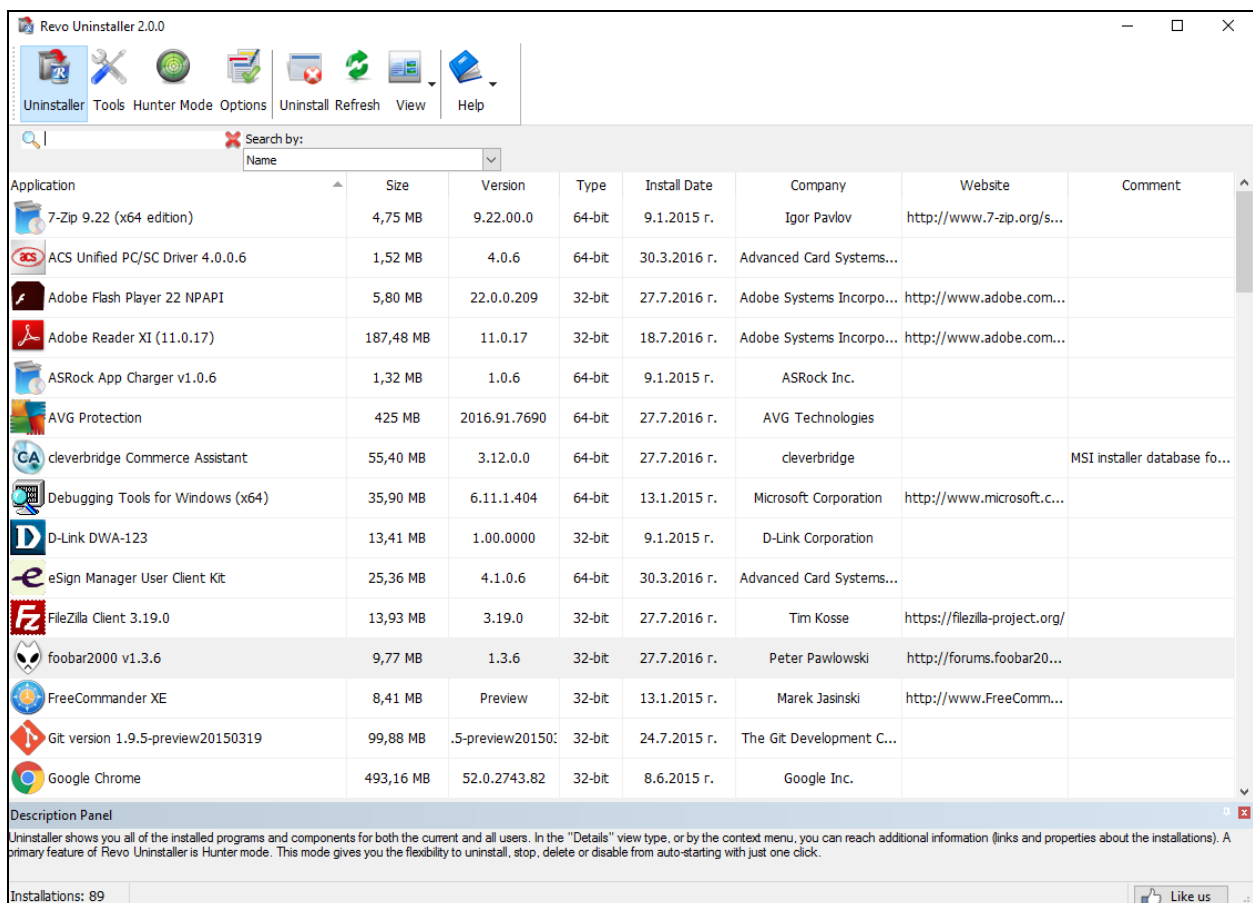 Revo Uninstaller 2.0.0
Uninstaller Tools Hunter Mode Options Uninstall Refresh View Help
Search by:
Name
Application Size Version Type Install Date Company Website Comment
7-Zip 9.22 (x64 edition) 4,75 MB 9.22.00.0 64-bit 9.1.2015 г. Igor Pavlov http://www.7-zip.org/s...
acs ACS Unified PC/SC Driver 4.0.0.6 1,52 MB 4.0.6 64-bit 30.3.2016 г. Advanced Card Systems...
Adobe Flash Player 22 NPAPI 5,80 MB 22.0.0.209 32-bit 27.7.2016 г. Adobe Systems Incorpo... http://www.adobe.com...
Adobe Reader XI (11.0.17) 187,48 MB 11.0.17 32-bit 18.7.2016 г. Adobe Systems Incorpo... http://www.adobe.com...
ASRock App Charger v1.0.6 1,32 MB 1.0.6 64-bit 9.1.2015 г. ASRock Inc.
AVG Protection 425 MB 2016.91.7690 64-bit 27.7.2016 г. AVG Technologies
CA cleverbridge Commerce Assistant 55,40 MB 3.12.0.0 64-bit 27.7.2016 г. cleverbridge MSI installer database fo...
Debugging Tools for Windows (x64) 35,90 MB 6.11.1.404 64-bit 13.1.2015 г. Microsoft Corporation http://www.microsoft.c...
D D-Link DWA-123 13,41 MB 1.00.0000 32-bit 9.1.2015 г. D-Link Corporation
e eSign Manager User Client Kit 25,36 MB 4.1.0.6 64-bit 30.3.2016 г. Advanced Card Systems...
FZ FileZilla Client 3.19.0 13,93 MB 3.19.0 32-bit 27.7.2016 г. Tim Kosse https://filezilla-project.org/
foobar2000 v1.3.6 9,77 MB 1.3.6 32-bit 27.7.2016 г. Peter Pawlowski http://forums.foobar20...
FreeCommander XE 8,41 MB Preview 32-bit 13.1.2015 г. Marek Jasinski http://www.FreeComm...
Git version 1.9.5-preview20150319 99,88 MB .5-preview20150: 32-bit 24.7.2015 г. The Git Development C...
Google Chrome 493,16 MB 52.0.2743.82 32-bit 8.6.2015 г. Google Inc.
Description Panel
Uninstaller shows you all of the installed programs and components for both the current and all users. In the "Details" view type, or by the context menu, you can reach additional information (links and properties about the installations). A
primary feature of Revo Uninstaller is Hunter mode. This mode gives you the flexibility to uninstall, stop, delete or disable from auto-starting with just one click.
Installations: 89 Like us